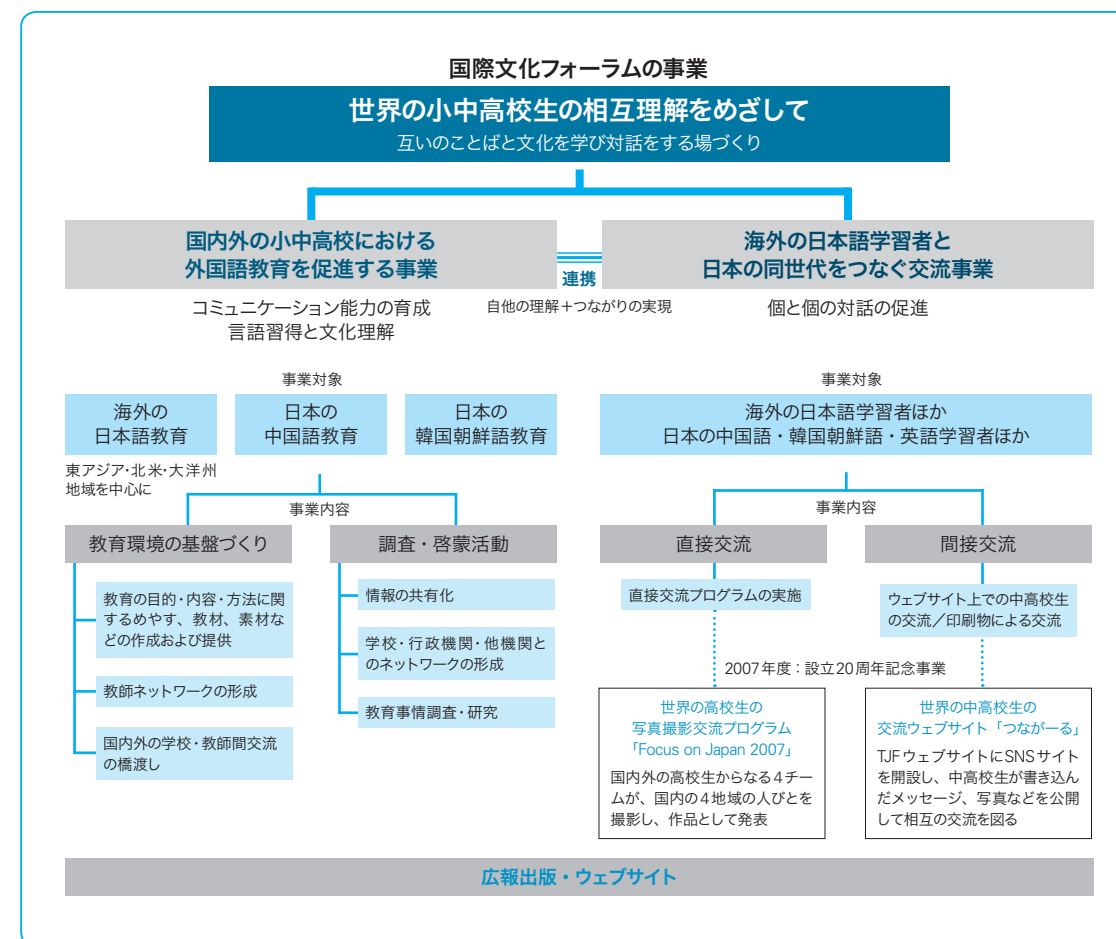 国際文化フォーラムの事業
世界の小中高校生の相互理解をめざして
互いのことばと文化を学び対話をする場づくり
国内外の小中高校における
外国語教育を促進する事業
連携
海外の日本語学習者と
日本の同世代をつなぐ交流事業
コミュニケーション能力の育成
言語習得と文化理解
自他の理解＋つながりの実現
個と個の対話の促進
事業対象
海外の
日本語教育
日本の
中国語教育
日本の
韓国朝鮮語教育
東アジア・北米・大洋州
地域を中心に
事業内容
教育環境の基盤づくり
教育の目的・内容・方法に関
するめやす、教材、素材な
どの作成および提供
教師ネットワークの形成
国内外の学校・教師間交流
の橋渡し
調査・啓蒙活動
情報の共有化
学校・行政機関・他機関と
のネットワークの形成
教育事情調査・研究
事業対象
海外の日本語学習者ほか
日本の中国語・韓国朝鮮語・英語学習者ほか
事業内容
直接交流
直接交流プログラムの実施
間接交流
ウェブサイト上での中高校生
の交流／印刷物による交流
2007年度：設立20周年記念事業
世界の高校生の
写真撮影交流プログラム
「Focus on Japan 2007」
国内外の高校生からなる4チー
ムが、国内の4地域の人びとを
撮影し、作品として発表
世界の中高校生の
交流ウェブサイト「つながーる」
TJFウェブサイトにSNSサイト
を開設し、中高校生が書き込ん
だメッセージ、写真などを公開
して相互の交流を図る
広報出版・ウェブサイト